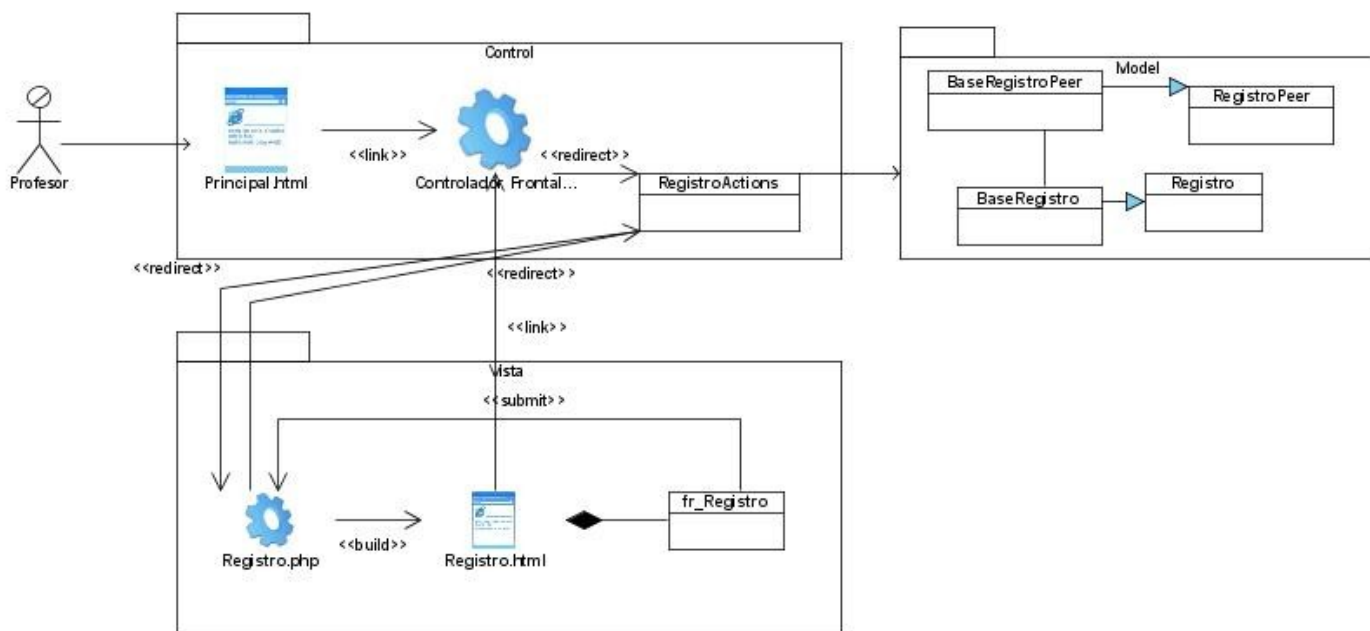 Control
Model
BaseRegistroPeer
RegistroPeer
Profesor
Principal.html
<<link>>
Controlador, Frontal...
<<redirect>>
RegistroActions
BaseRegistro
Registro
<<redirect>>
<<redirect>>
<<link>>
Vista
<<submit>>
fr_Registro
Registro.php
<<build>>
Registro.html